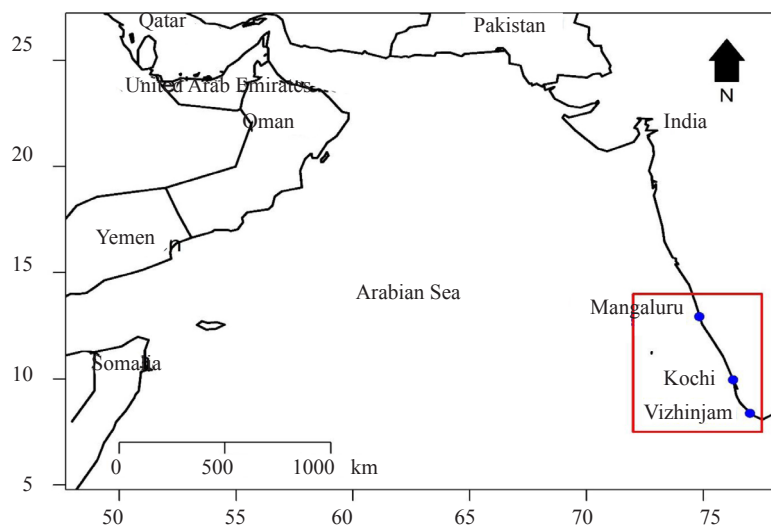 Qatar
Pakistan
25
United Arab Emirates
N
Oman
India
20
Yemen
15
Arabian Sea
Mangaluru
Somalia
10
Kochi
Vizhinjam
0 500 1000 km
5
50 55 60 65 70 75